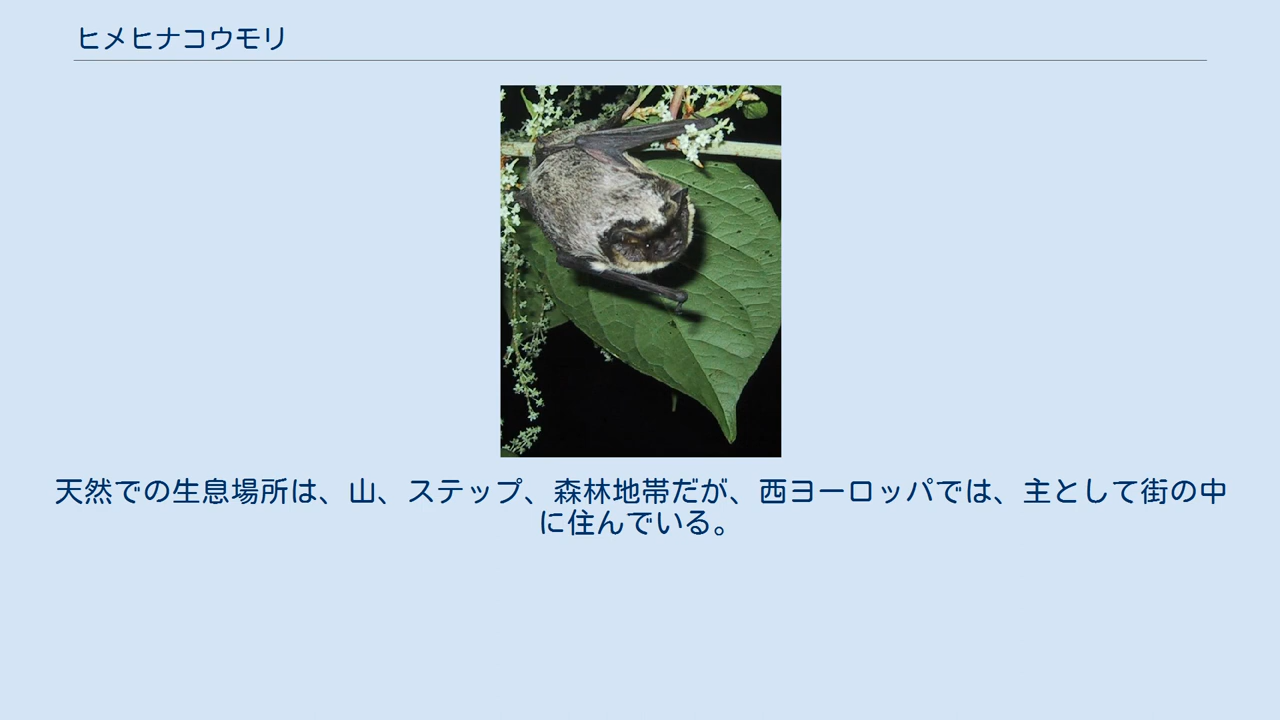 ヒメヒナコウモリ
天然での生息場所は、山、ステップ、森林地帯だが、西ヨーロッパでは、主として街の中
に住んでいる。